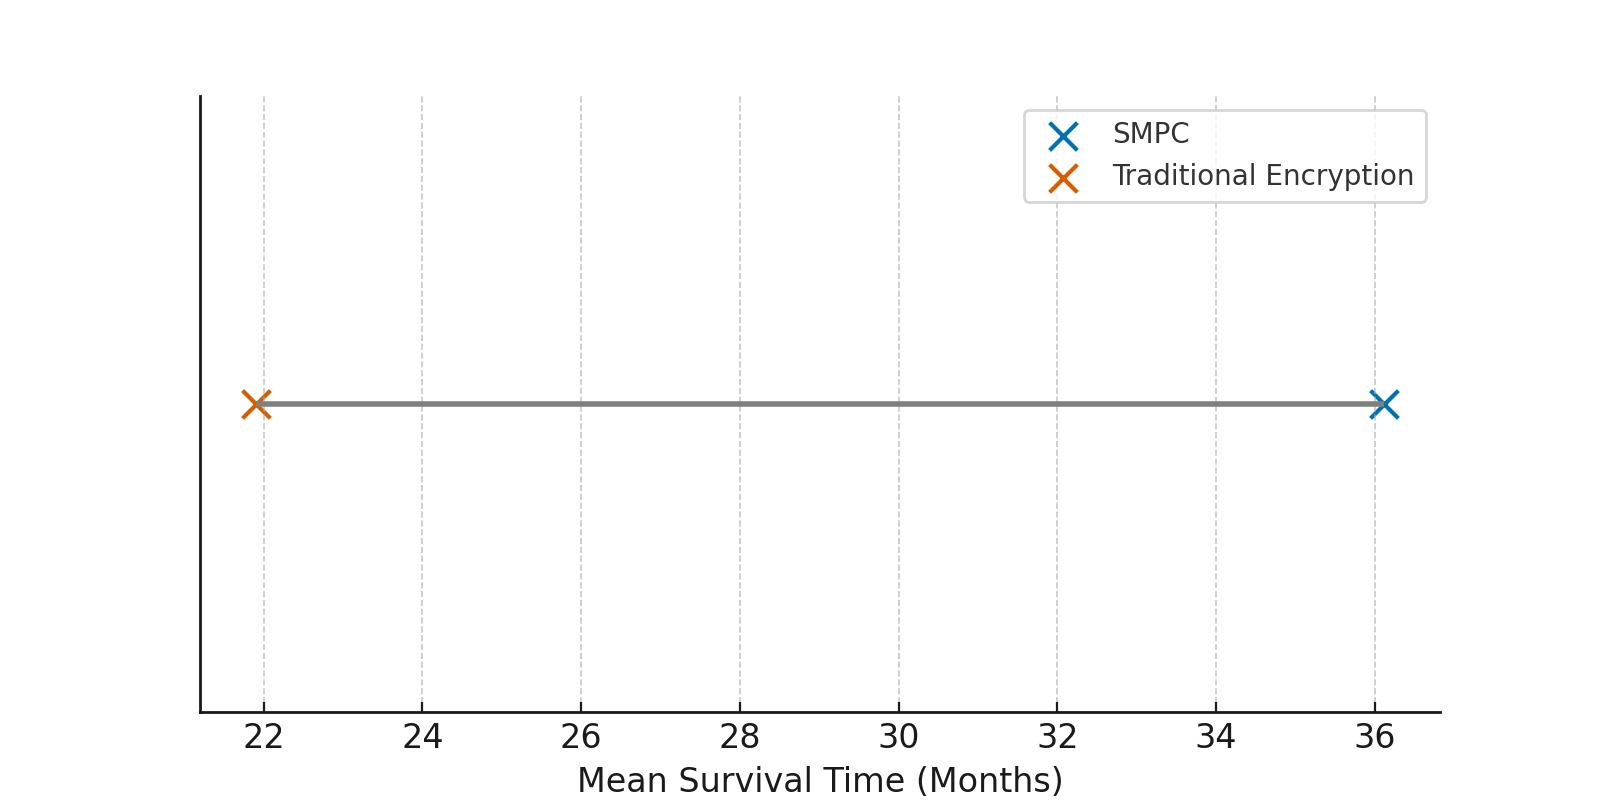 SMPC
Traditional Encryption
22 24 26 28 30 32 34 36
Mean Survival Time (Months)